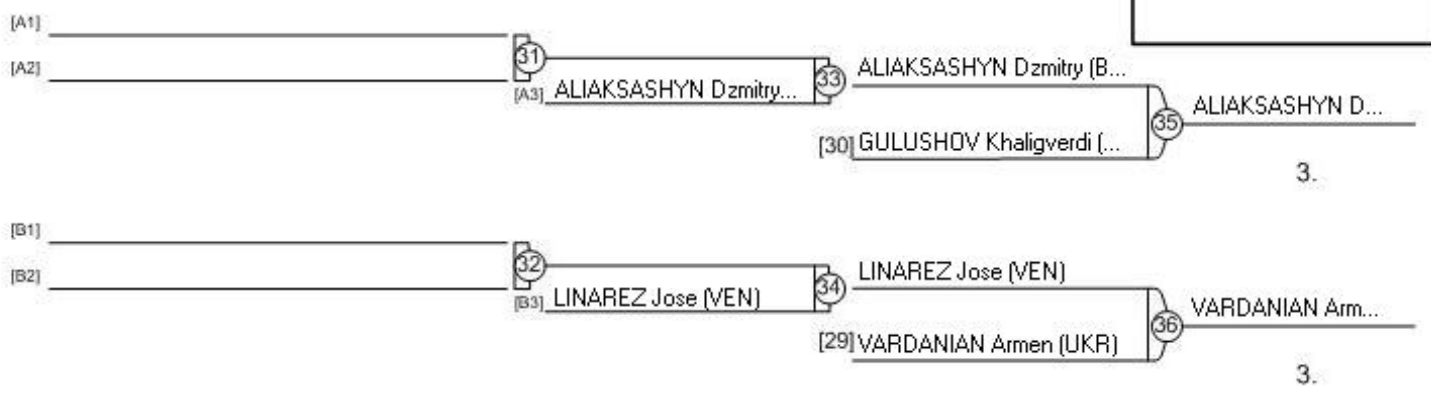 [A1]
31
[A2]
[A3] ALIAKSASHYN Dzmitry...
33
ALIAKSASHYN Dzmitry (B...
35
ALIAKSASHYN D...
[30] GULUSHOV Khaligverdi (...
3.
[B1]
32
[B2]
[B3] LINAREZ Jose (VEN)
34
LINAREZ Jose (VEN)
36
VARDANIAN Arm...
[29] VARDANIAN Armen (UKR)
3.